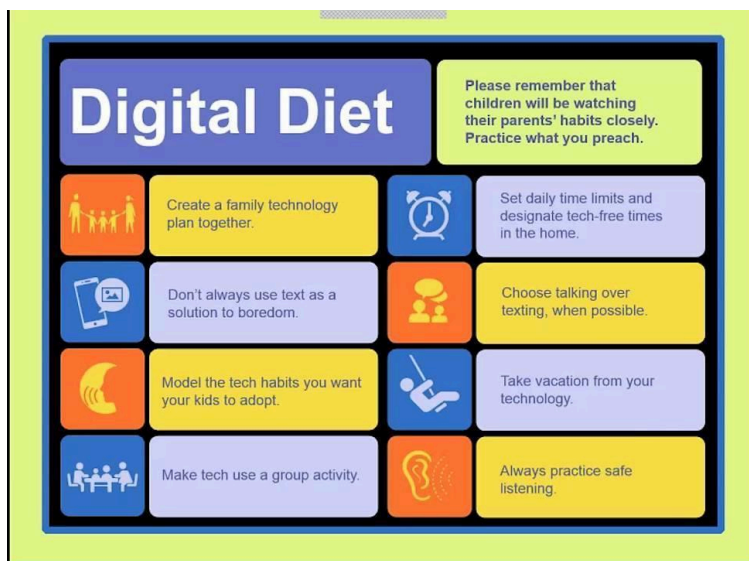 Digital Diet
Please remember that
children will be watching
their parents’ habits closely.
Practice what you preach.
Create a family technology
plan together.
Set daily time limits and
designate tech-free times
in the home.
Don’t always use text as a
solution to boredom.
Choose talking over
texting, when possible.
Model the tech habits you want
your kids to adopt.
Take vacation from your
technology.
Make tech use a group activity.
Always practice safe
listening.